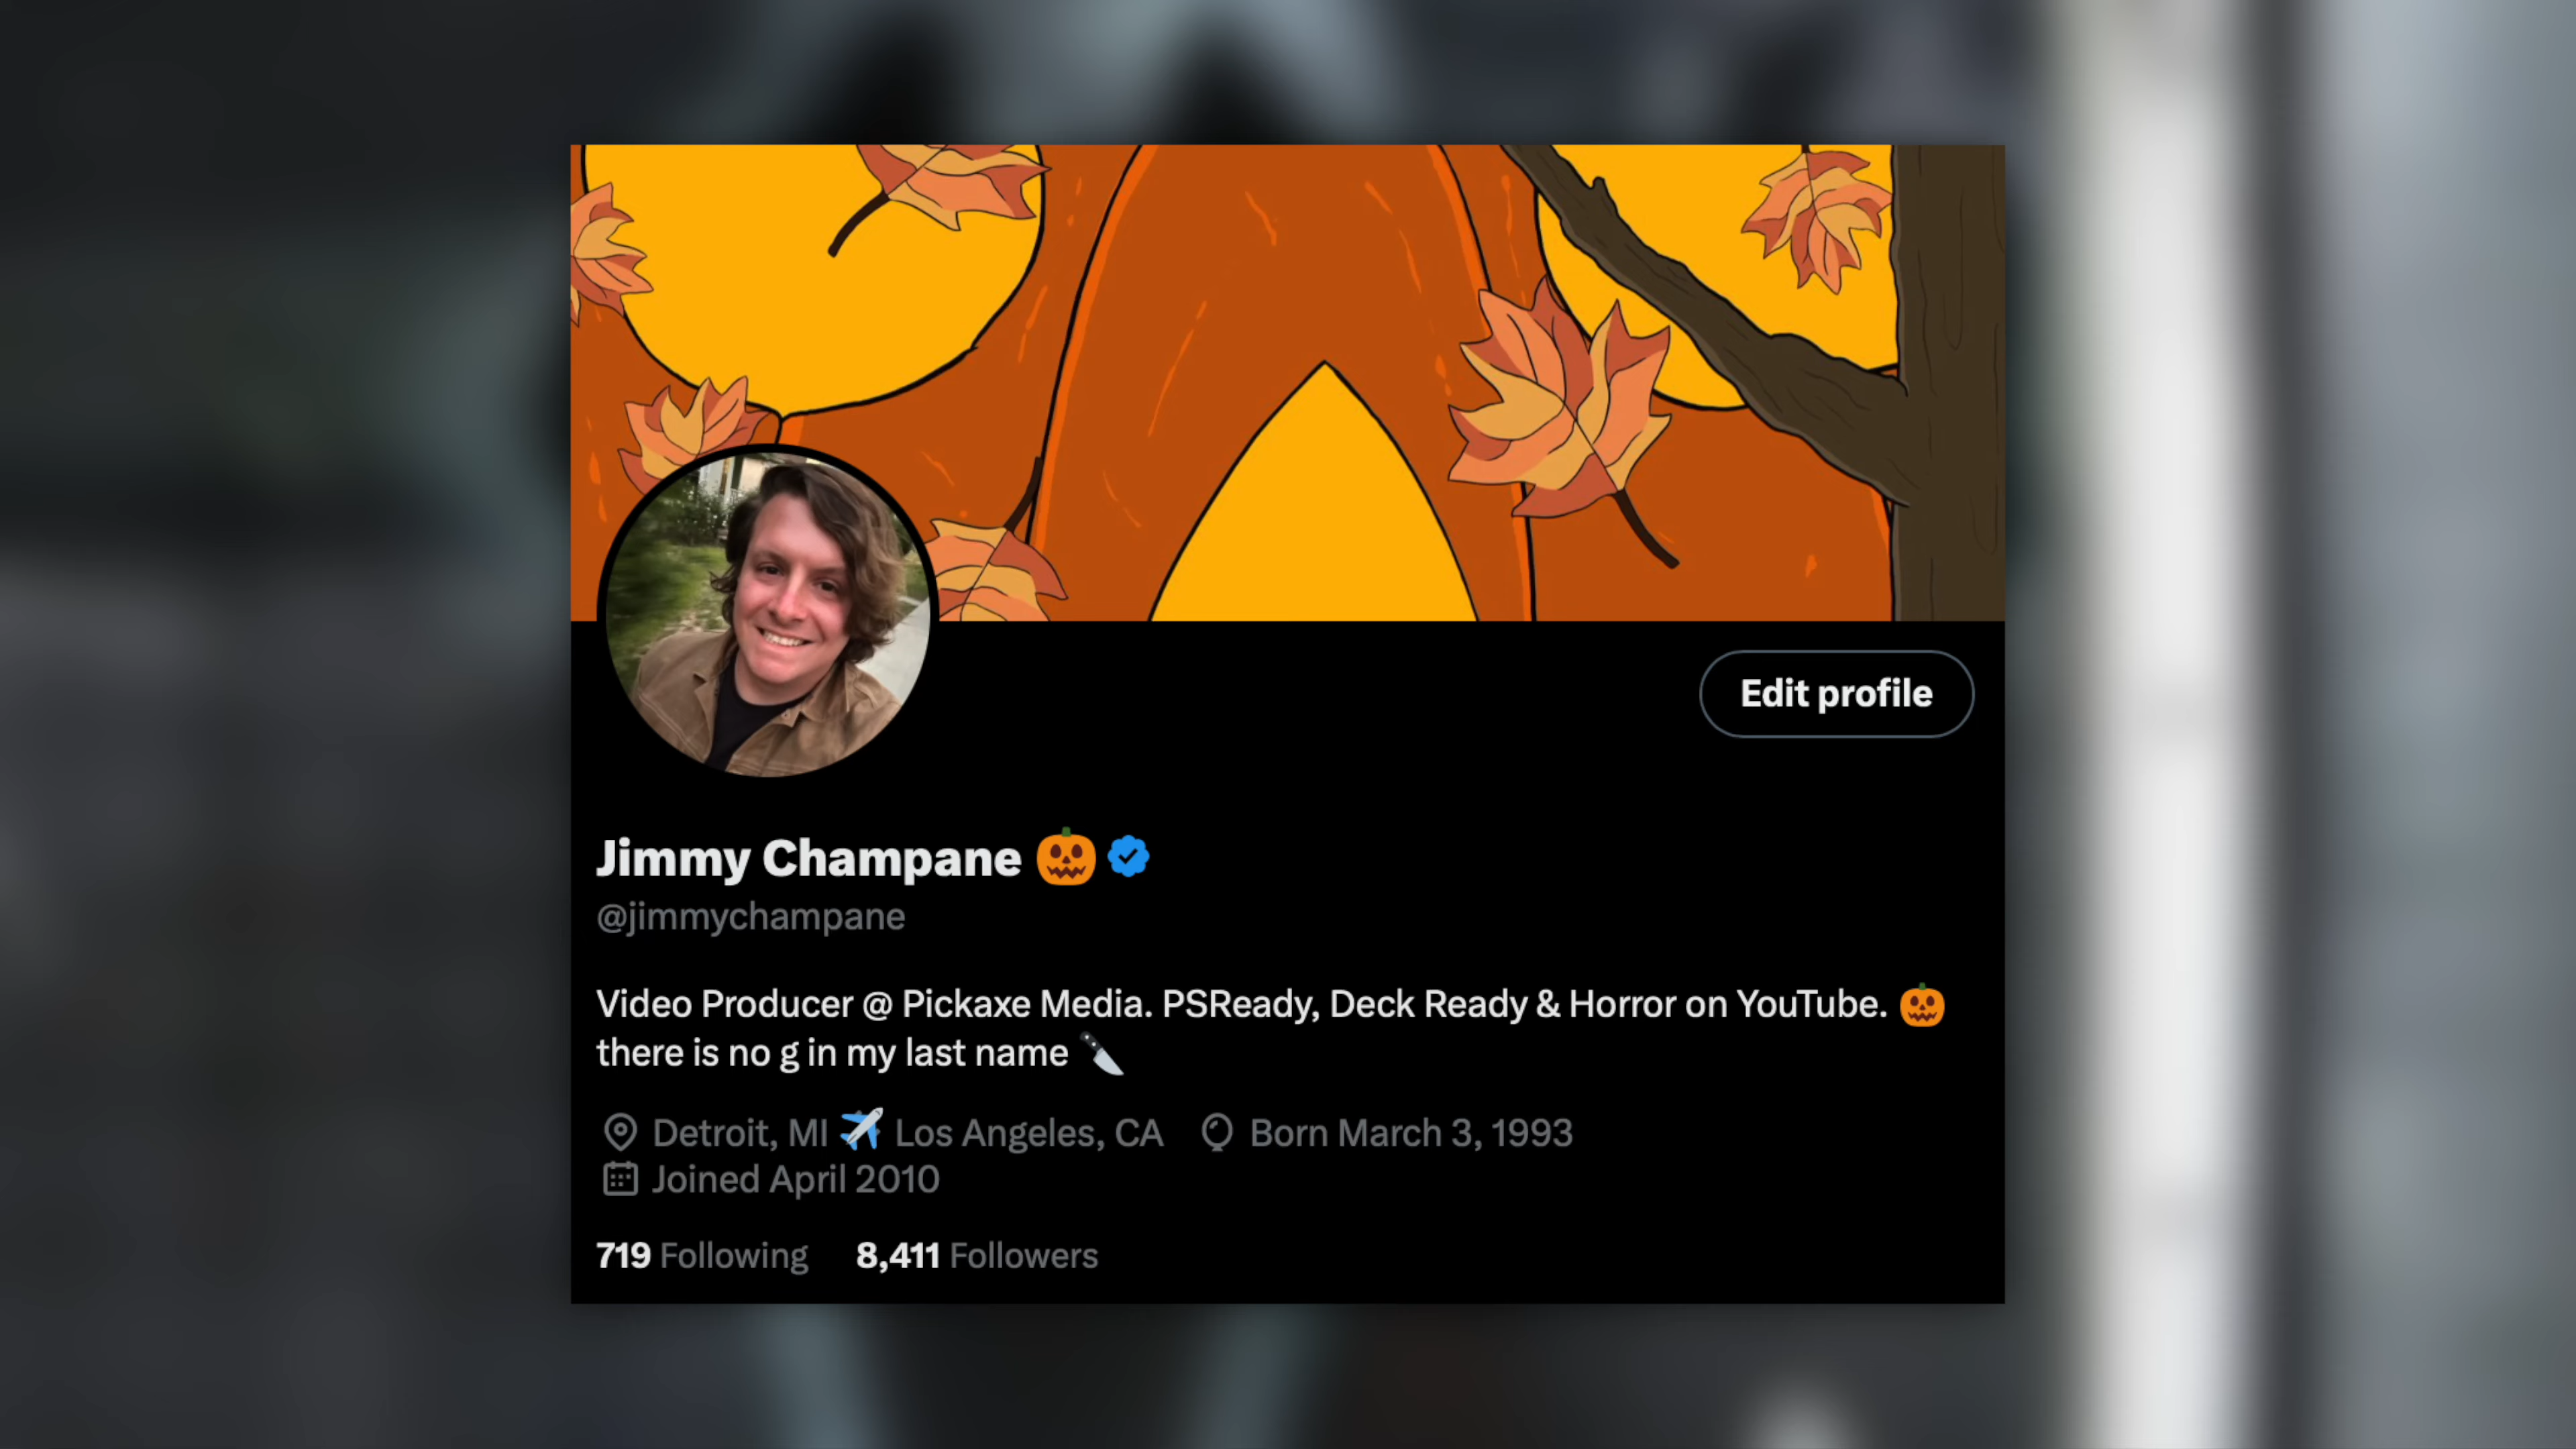 Edit profile
Jimmy Champane 🎃
@jimmychampane
Video Producer @ Pickaxe Media. PSReady, Deck Ready & Horror on YouTube. 🎃
there is no g in my last name 🔪
Detroit, MI ✈️ Los Angeles, CA Born March 3, 1993
Joined April 2010
719 Following 8,411 Followers